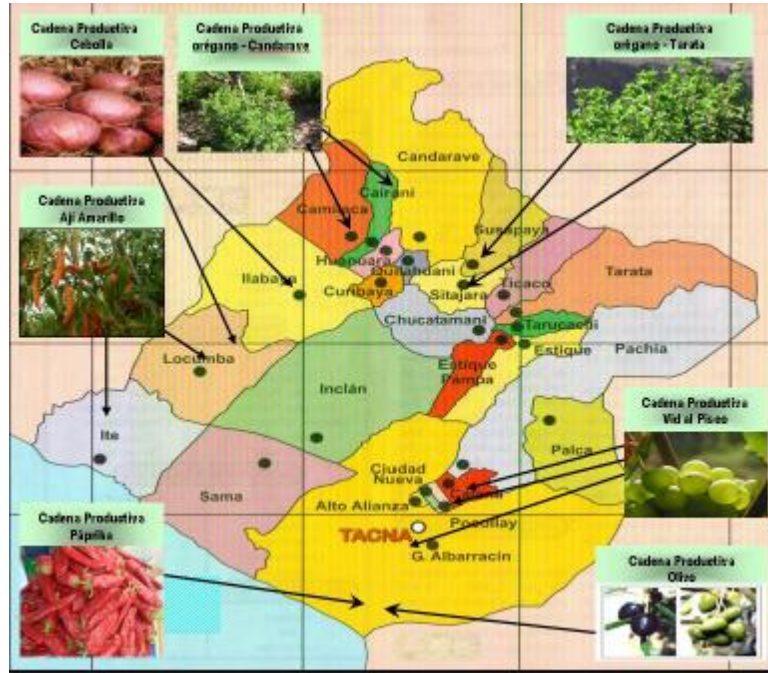 Cadena Productiva
Cebolla
Cadena Productiva
orégano - Candarave
Cadena Productiva
orégano - Tarata
Candarave
Cairani
Camilaca
Cadena Productiva
Ají Amarillo
Susapaya
Huanuara
Quilahuani
Ilabaya
Curibaya
Sitajara
Ticaco
Tarata
Chucatamani
Tarucachi
Locumba
Estique
Pachia
Estique
Pampa
Inclán
Cadena Productiva
Vid al Pisco
Ite
Palca
Ciudad
Nueva
Sama
Alto Alianza
Pocollay
Cadena Productiva
Páprika
TACNA
G. Albarracín
Cadena Productiva
Olivo